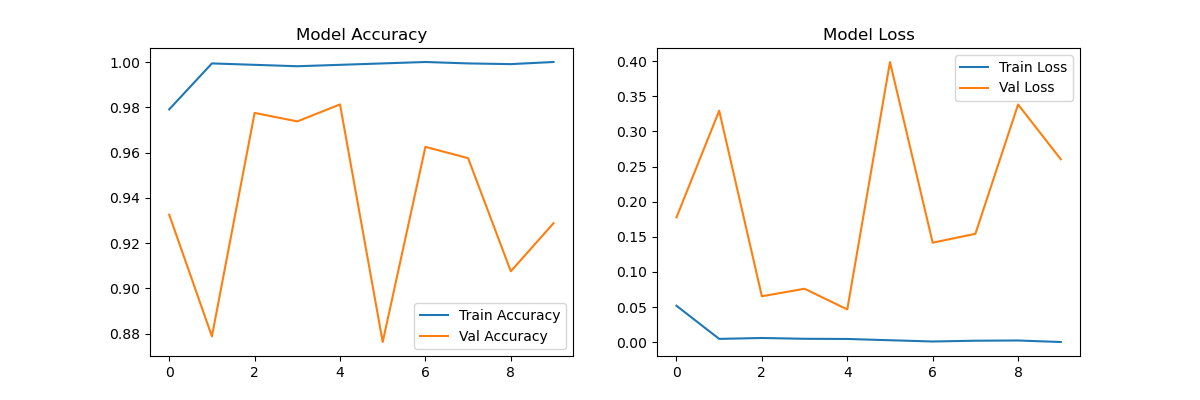 Model Accuracy
1.00
0.98
0.96
0.94
0.92
0.90
0.88
0 2 4 6 8
Train Accuracy
Val Accuracy
Model Loss
0.40
0.35
0.30
0.25
0.20
0.15
0.10
0.05
0.00
0 2 4 6 8
Train Loss
Val Loss